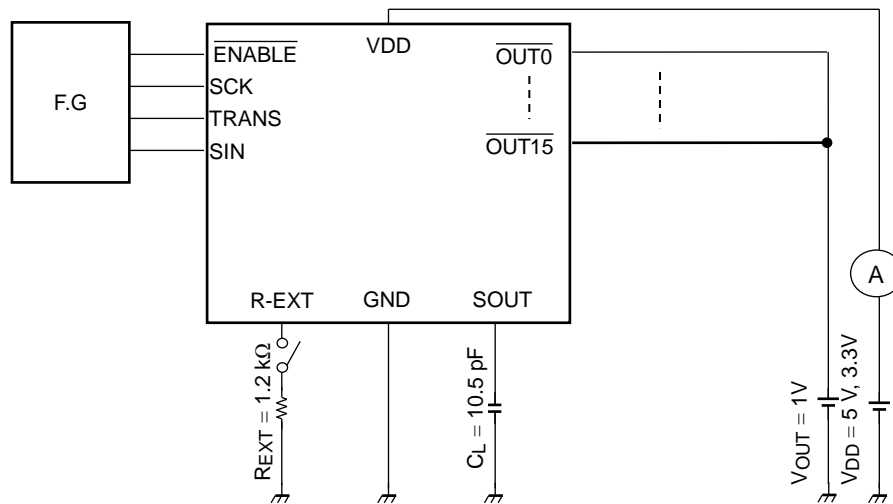 F.G
ENABLE
SCK
TRANS
SIN
VDD
OUT0
OUT15
R-EXT
GND
SOUT
A
REXT = 1.2 kΩ
CL = 10.5 pF
VOUT = 1V
VDD = 5 V, 3.3V